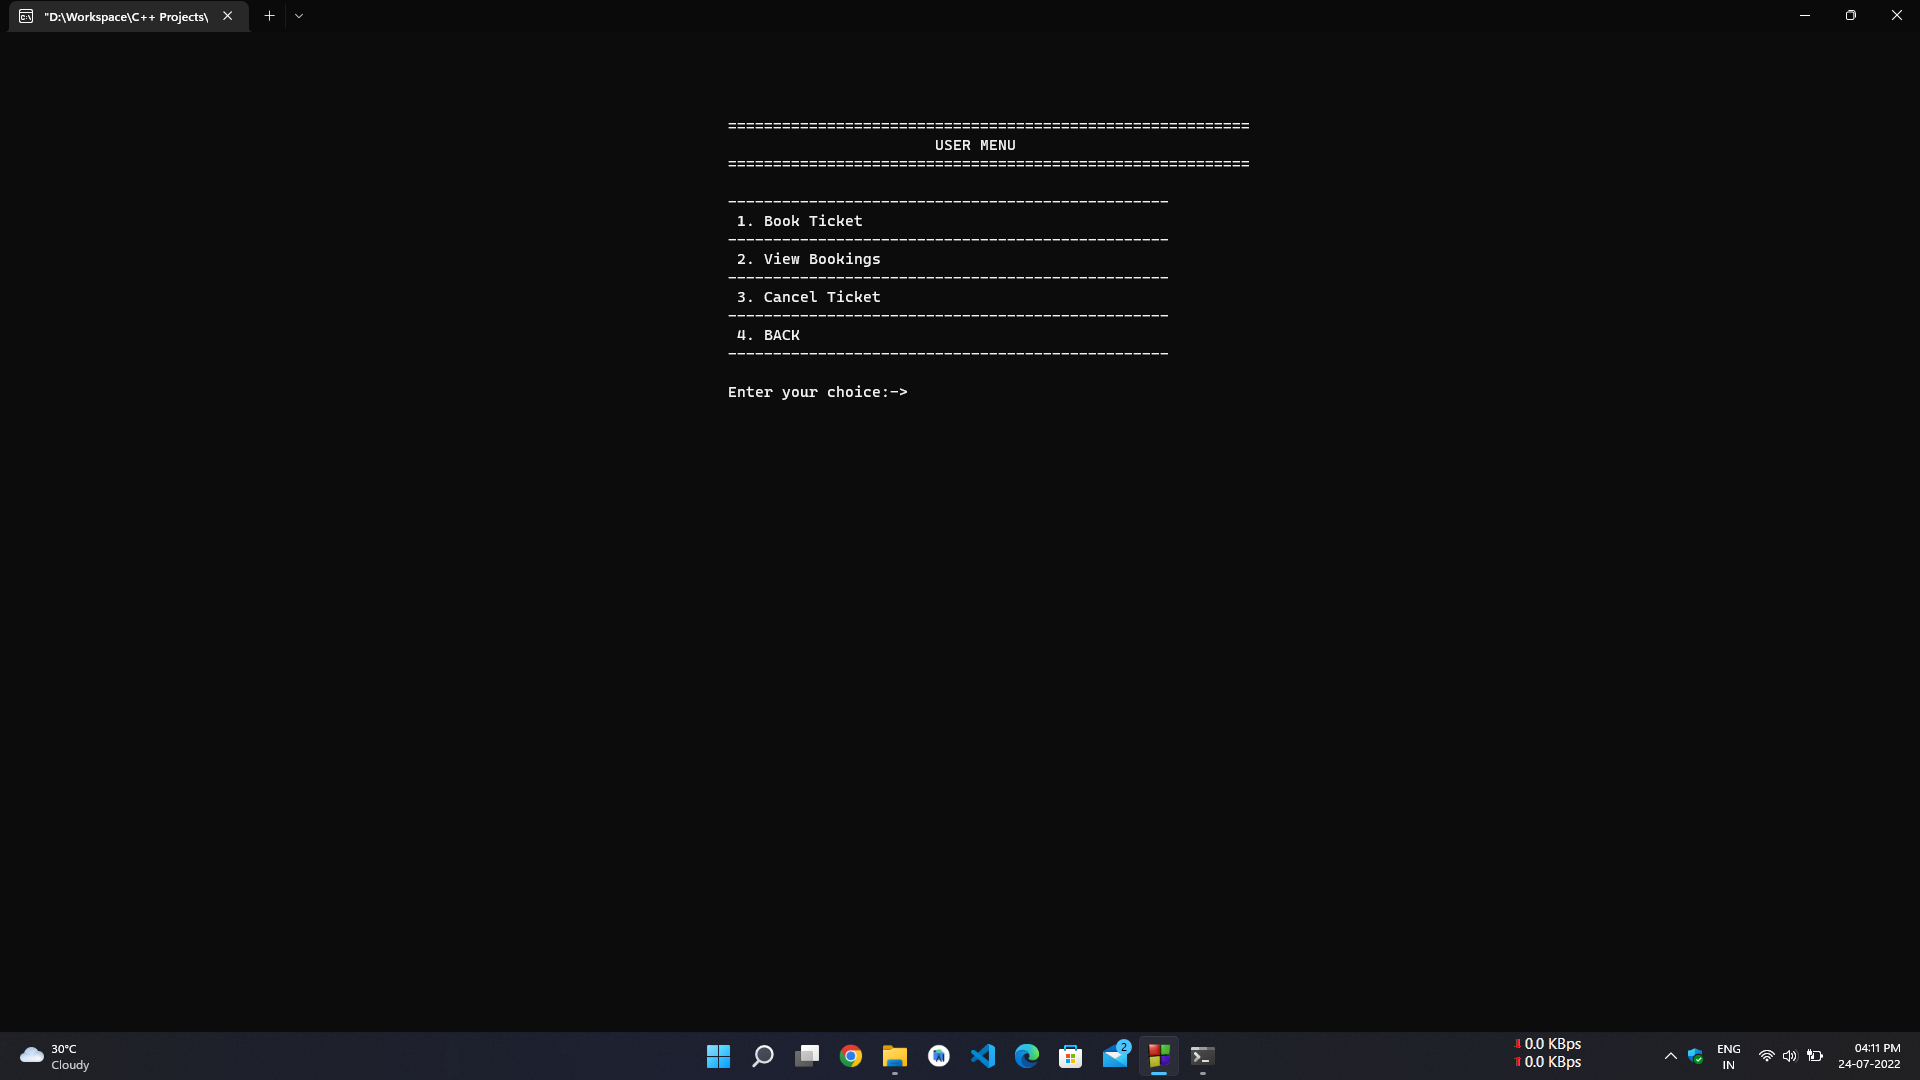 "D:\Workspace\C++ Projects\
==========================================================
USER MENU
==========================================================
-------------------------------------------------
1. Book Ticket
-------------------------------------------------
2. View Bookings
-------------------------------------------------
3. Cancel Ticket
-------------------------------------------------
4. BACK
-------------------------------------------------
Enter your choice:->
30°C
Cloudy
2
0.0 KBps
0.0 KBps
ENG
IN
04:11 PM
24-07-2022